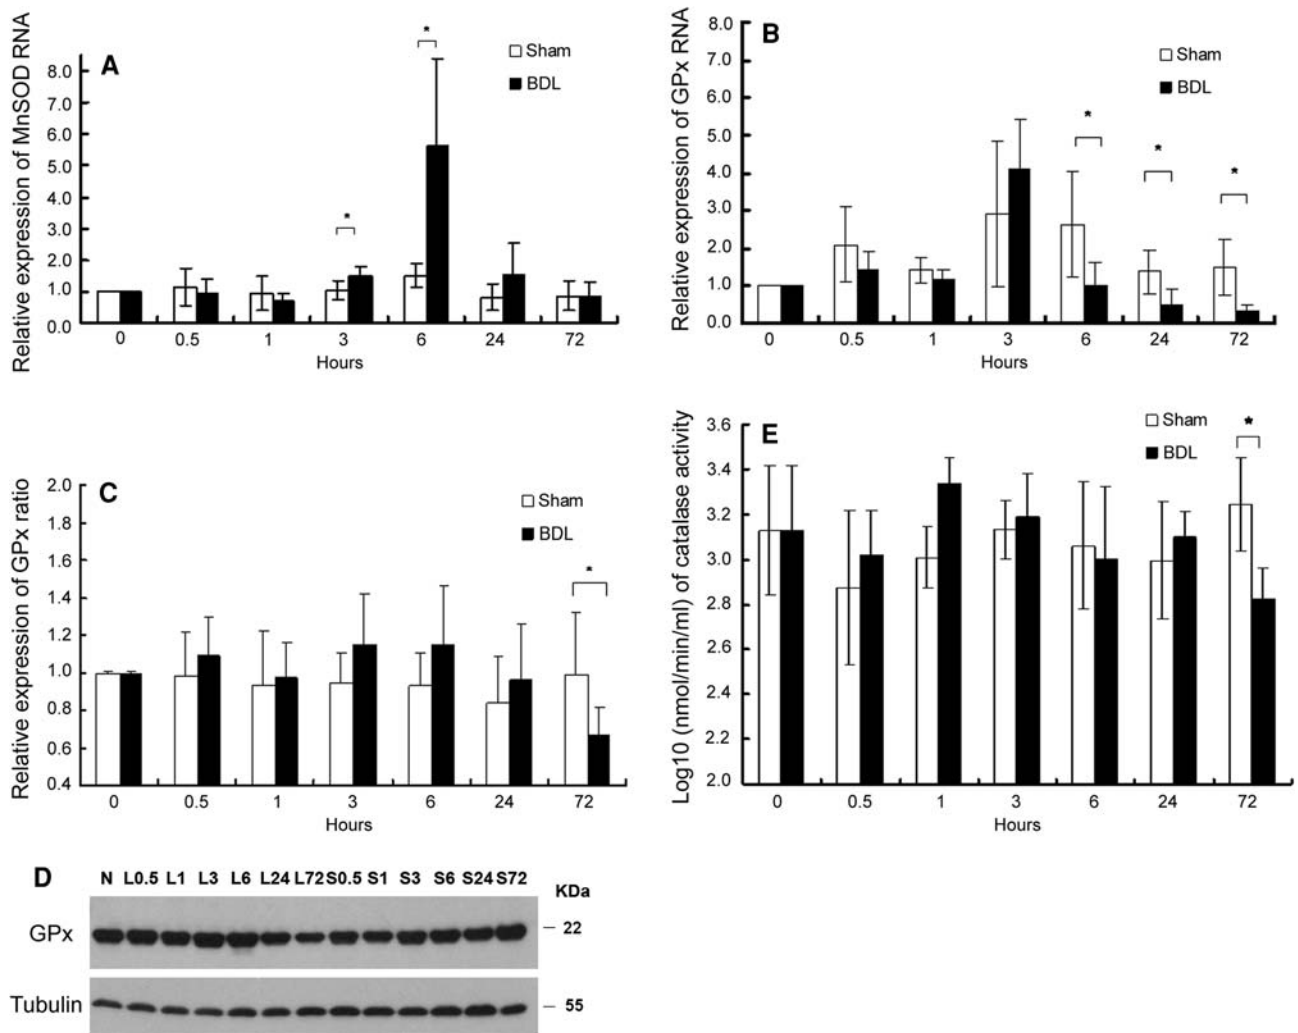 A
Relative expression of MnSOD RNA
8.0
7.0
6.0
5.0
4.0
3.0
2.0
1.0
0.0
*
*
Sham
BDL
0 0.5 1 3 6 24 72
Hours
B
Relative expression of GPx RNA
8.0
7.0
6.0
5.0
4.0
3.0
2.0
1.0
0.0
Sham
BDL
*
*
*
0 0.5 1 3 6 24 72
Hours
C
Relative expression of GPx ratio
2.0
1.8
1.6
1.4
1.2
1.0
0.8
0.6
0.4
Sham
BDL
*
0 0.5 1 3 6 24 72
Hours
E
Log10 (nmol/min/ml) of catalase activity
3.6
3.4
3.2
3.0
2.8
2.6
2.4
2.2
2.0
Sham
BDL
*
0 0.5 1 3 6 24 72
Hours
D
N L0.5 L1 L3 L6 L24 L72 S0.5 S1 S3 S6 S24 S72
KDa
GPx
22
Tubulin
55